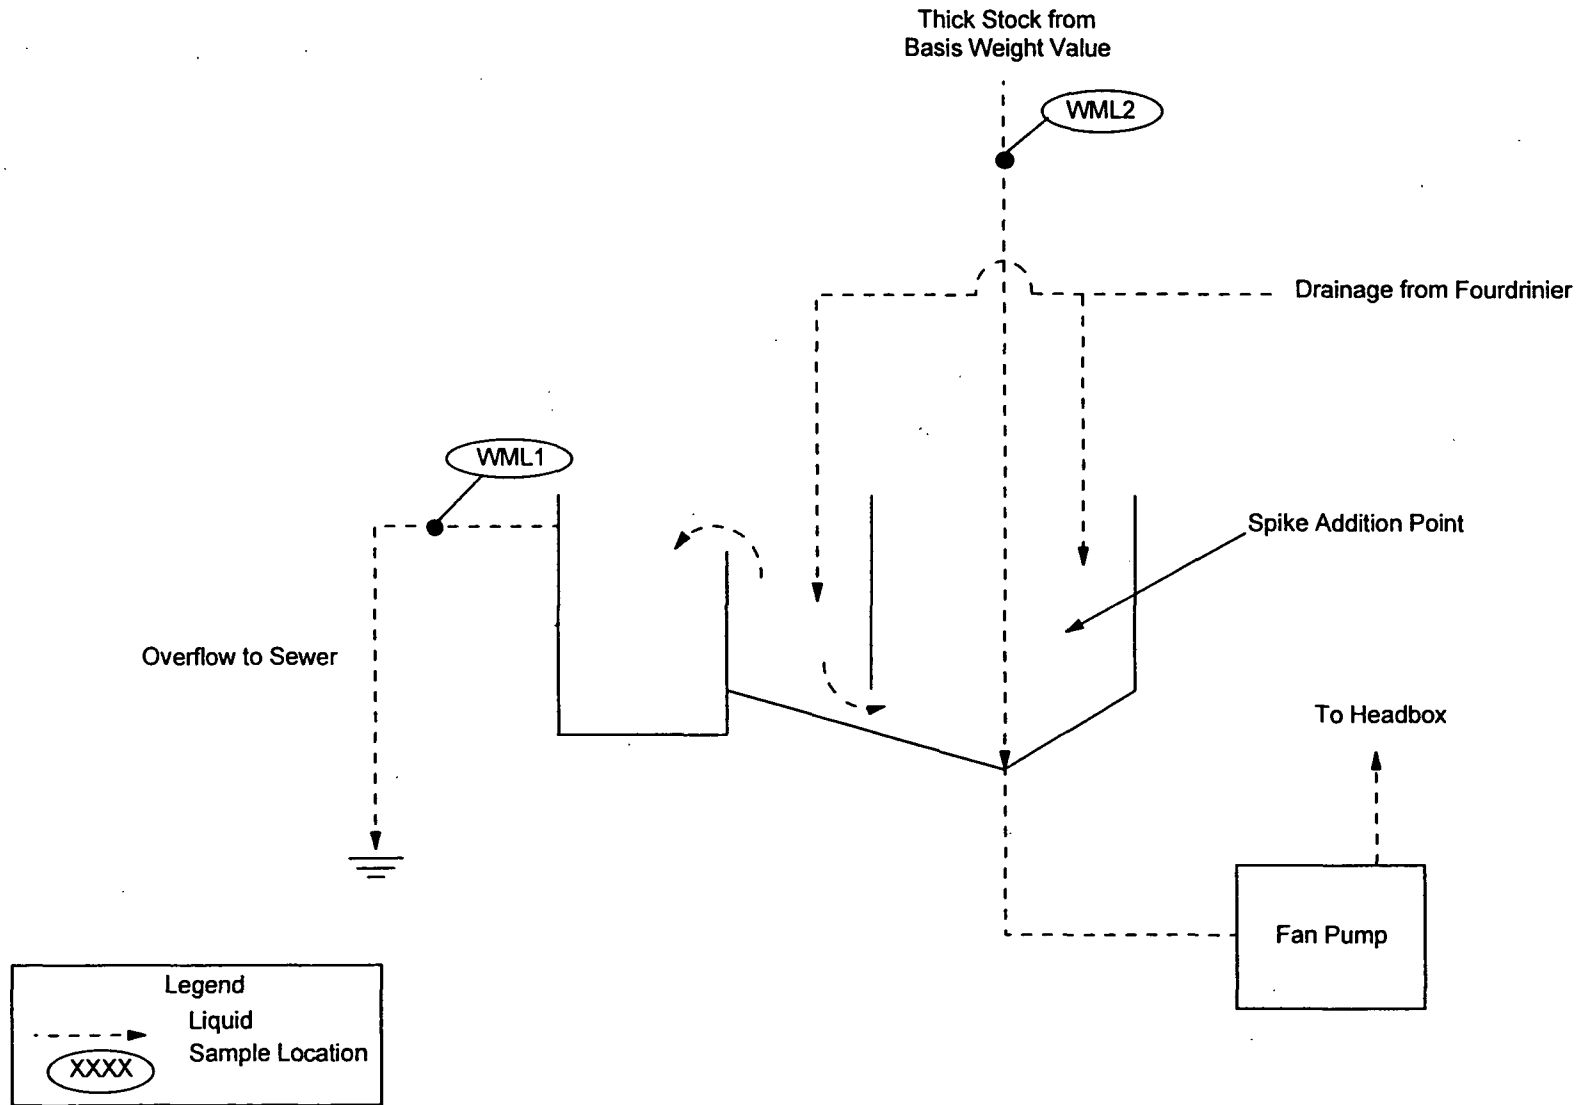 Thick Stock from
Basis Weight Value
WML2
Drainage from Fourdrinier
WML1
Spike Addition Point
Overflow to Sewer
To Headbox
Fan Pump
Legend
Liquid
Sample Location
XXXX